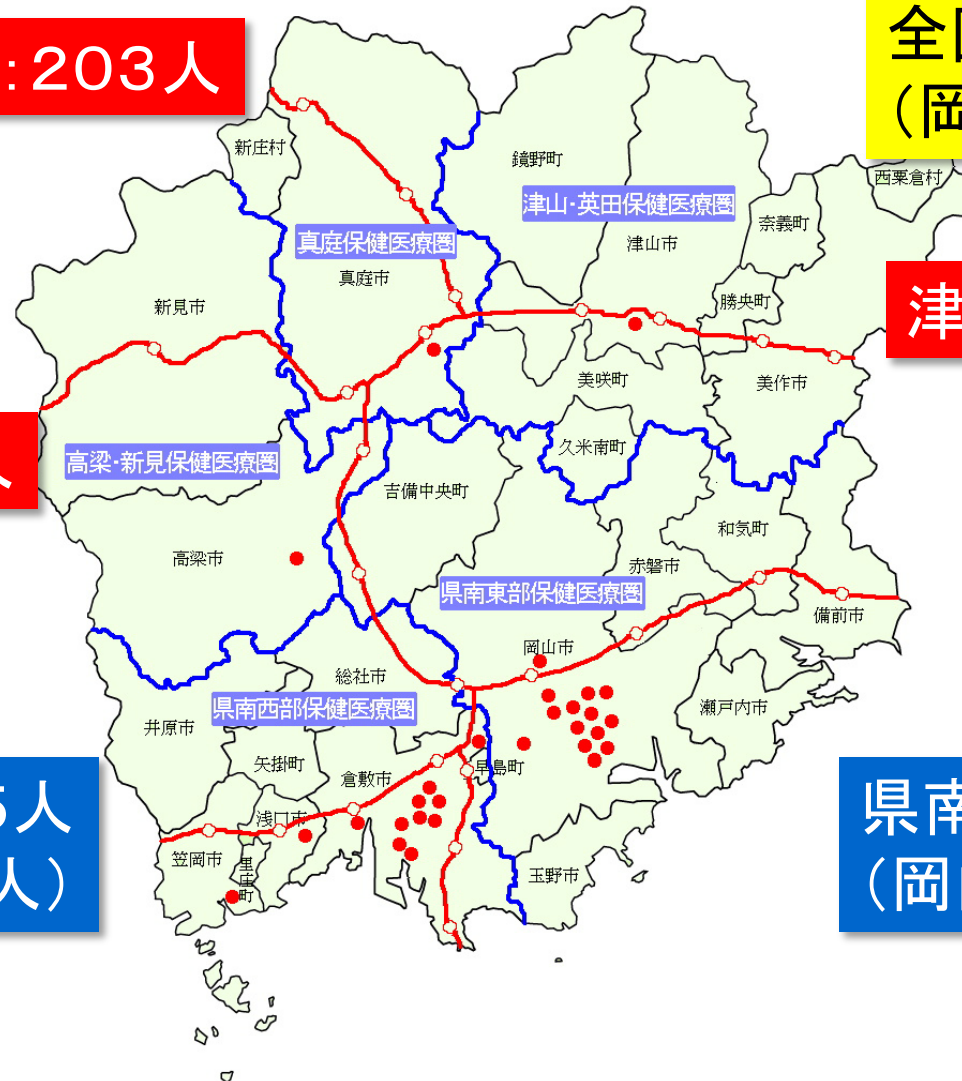 :203人
全国
(岡
新庄村
鏡野町
西粟倉村
津山・英田保健医療圏
奈義町
真庭保健医療圏
津山市
真庭市
新見市
勝央町
津
美咲町
美作市
人
高梁・新見保健医療圏
久米南町
吉備中央町
和気町
高梁市
赤磐市
県南東部保健医療圏
備前市
岡山市
総社市
県南西部保健医療圏
瀬戸内市
井原市
矢掛町
倉敷市
早島町
5人
人)
県南
(岡山
浅口市
笠岡市
里庄町
玉野市